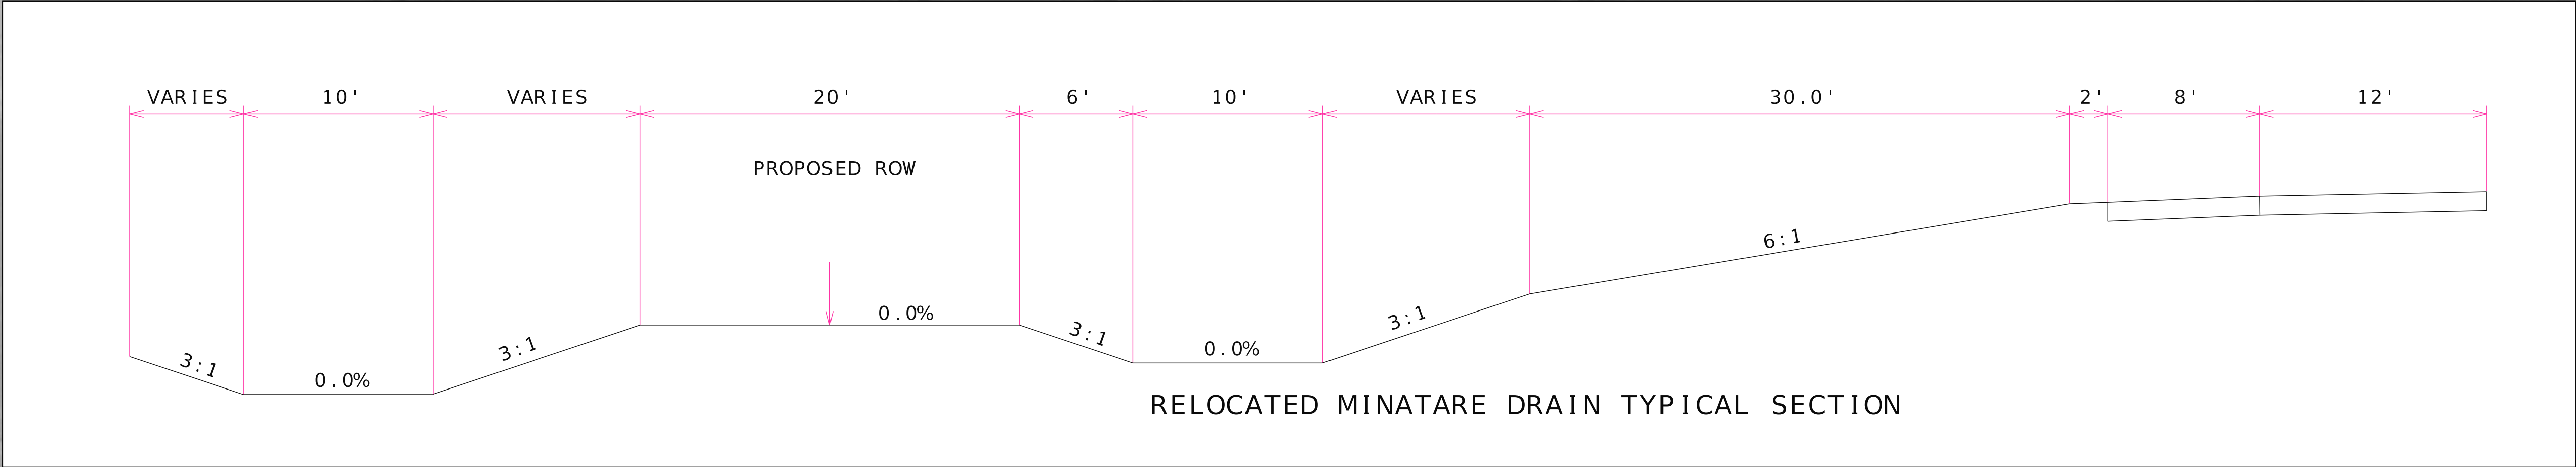 VARIES 10' VARIES 20' 6' 10' VARIES 30.0' 2' 8' 12'
PROPOSED ROW
6:1
0.0%
3:1
3:1
3:1
0.0%
3:1
0.0%
RELOCATED MINATARE DRAIN TYPICAL SECTION